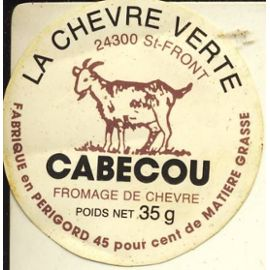 LA CHEVRE VERTE
24300 St-FRONT
CABECOU
FROMAGE DE CHEVRE
POIDS NET 35 g
FABRIQUE en PERIGORD 45 pour cent de MATIERE GRASSE